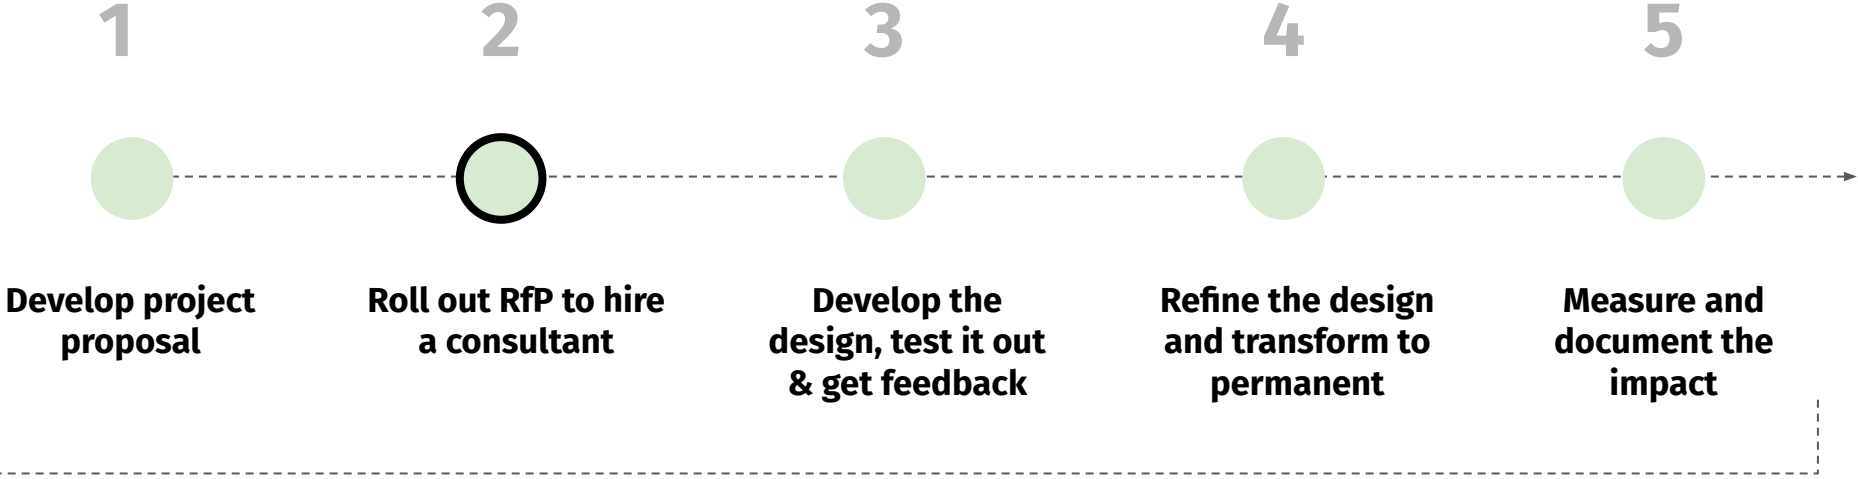 1
2
3
4
5
Develop project
proposal
Roll out RfP to hire
a consultant
Develop the
design, test it out
& get feedback
Refine the design
and transform to
permanent
Measure and
document the
impact